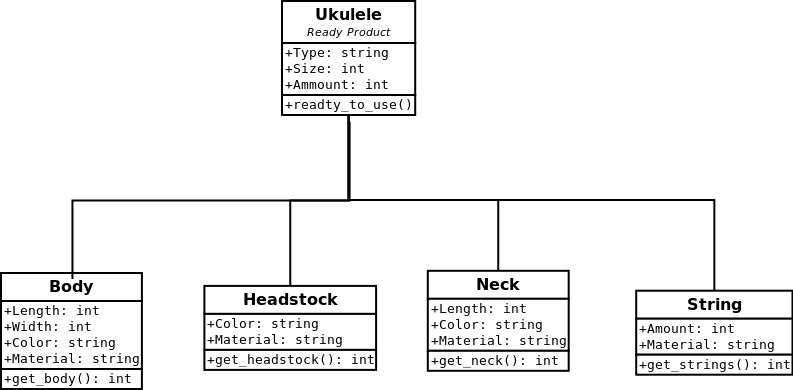 Ukulele
Ready Product
+Type: string
+Size: int
+Ammount: int
+readty_to_use()
Body
+Length: int
+Width: int
+Color: string
+Material: string
+get_body(): int
Headstock
+Color: string
+Material: string
+get_headstock(): int
Neck
+Length: int
+Color: string
+Material: string
+get_neck(): int
String
+Amount: int
+Material: string
+get_strings(): int